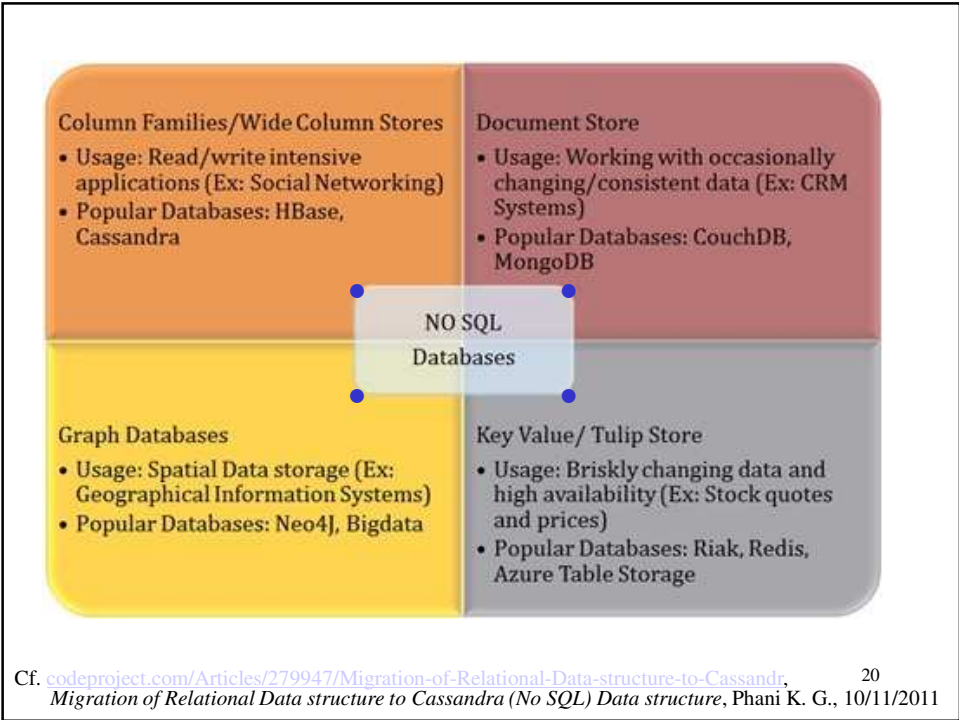 Column Families/Wide Column Stores
• Usage: Read/write intensive
applications (Ex: Social Networking)
• Popular Databases: HBase,
Cassandra
Document Store
• Usage: Working with occasionally
changing/consistent data (Ex: CRM
Systems)
• Popular Databases: CouchDB,
MongoDB
NO SQL
Databases
Graph Databases
• Usage: Spatial Data storage (Ex:
Geographical Information Systems)
• Popular Databases: Neo4J, Bigdata
Key Value/ Tulip Store
• Usage: Briskly changing data and
high availability (Ex: Stock quotes
and prices)
• Popular Databases: Riak, Redis,
Azure Table Storage
Cf. codeproject.com/Articles/279947/Migration-of-Relational-Data-structure-to-Cassandr,
20
Migration of Relational Data structure to Cassandra (No SQL) Data structure, Phani K. G., 10/11/2011